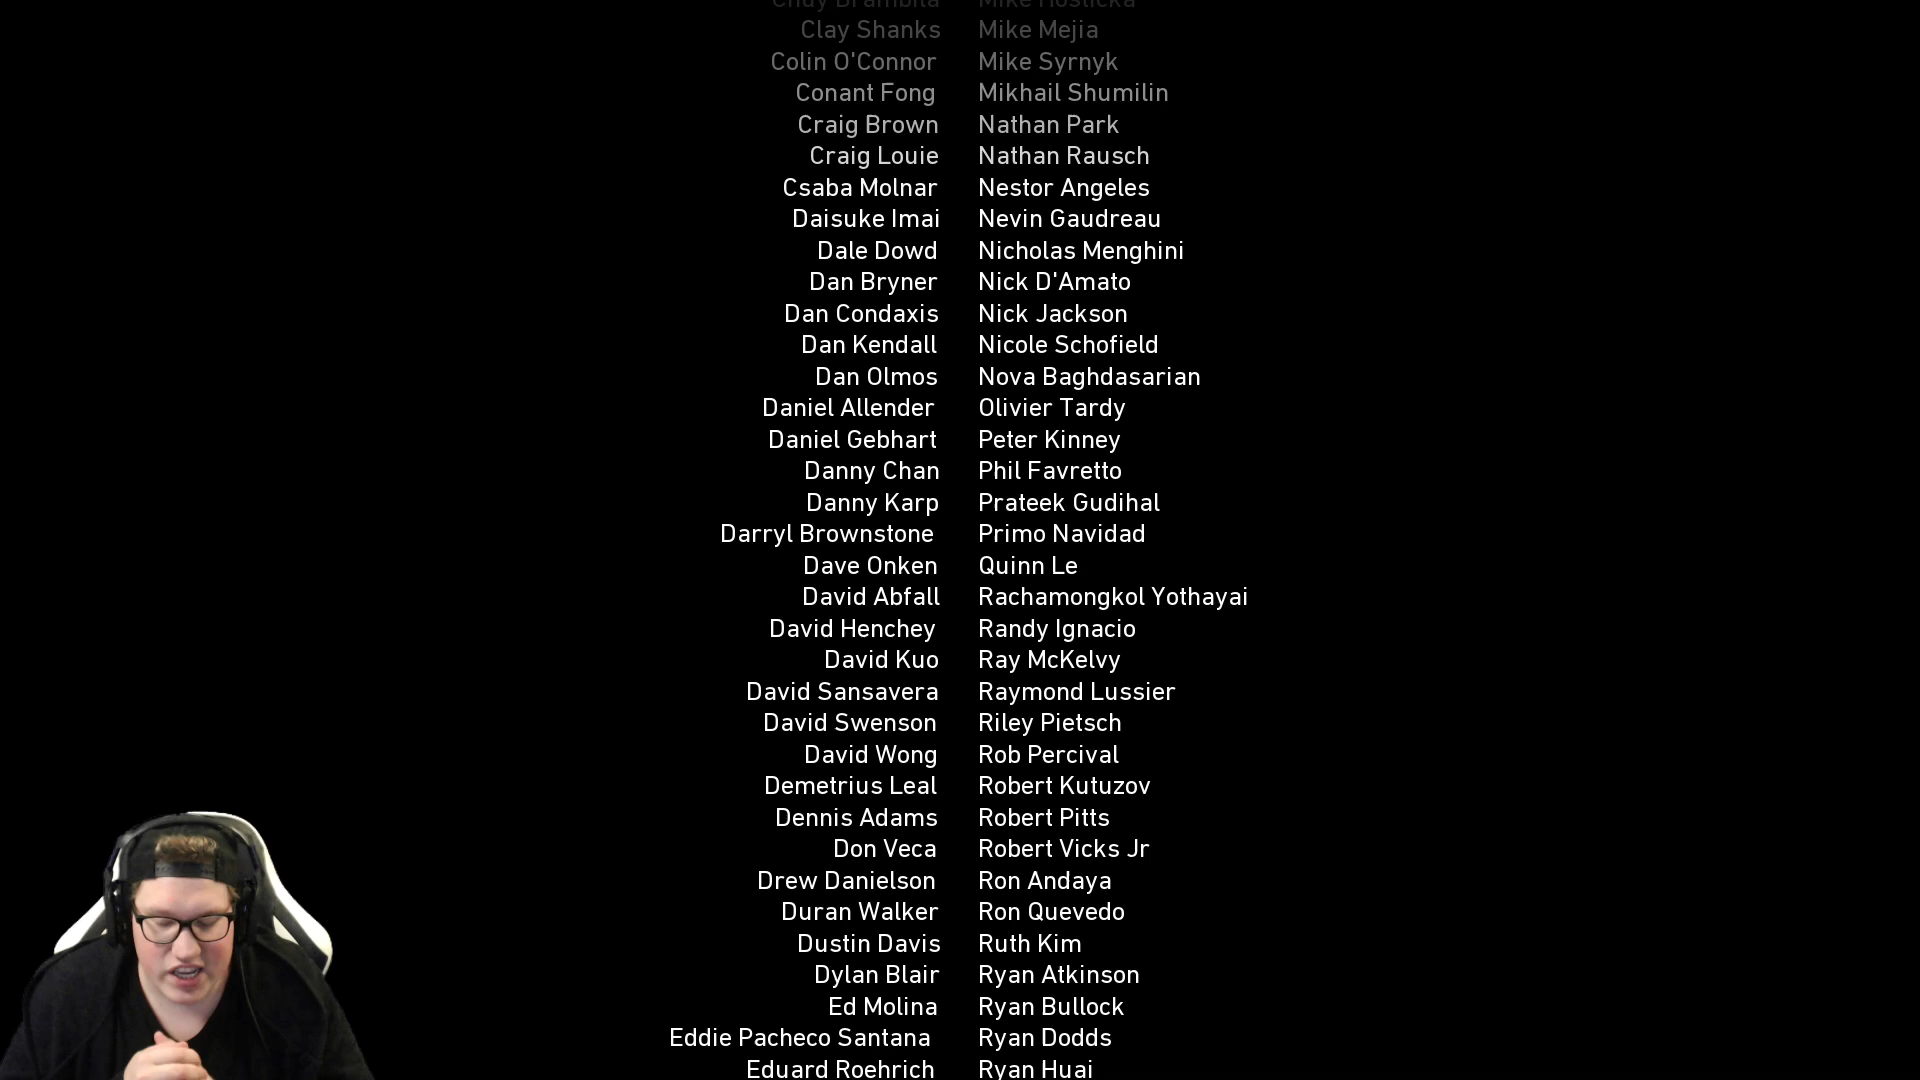 Clay Shanks Mike Mejia
Colin O'Connor Mike Syrnyk
Conant Fong Mikhail Shumilin
Craig Brown Nathan Park
Craig Louie Nathan Rausch
Csaba Molnar Nestor Angeles
Daisuke Imai Nevin Gaudreau
Dale Dowd Nicholas Menghini
Dan Bryner Nick D'Amato
Dan Condaxis Nick Jackson
Dan Kendall Nicole Schofield
Dan Olmos Nova Baghdasarian
Daniel Allender Olivier Tardy
Daniel Gebhart Peter Kinney
Danny Chan Phil Favretto
Danny Karp Prateek Gudihal
Darryl Brownstone Primo Navidad
Dave Onken Quinn Le
David Abfall Rachamongkol Yothayai
David Henchey Randy Ignacio
David Kuo Ray McKelvy
David Sansavera Raymond Lussier
David Swenson Riley Pietsch
David Wong Rob Percival
Demetrius Leal Robert Kutuzov
Dennis Adams Robert Pitts
Don Veca Robert Vicks Jr
Drew Danielson Ron Andaya
Duran Walker Ron Quevedo
Dustin Davis Ruth Kim
Dylan Blair Ryan Atkinson
Ed Molina Ryan Bullock
Eddie Pacheco Santana Ryan Dodds
Eduard Roehrich Ryan Huai